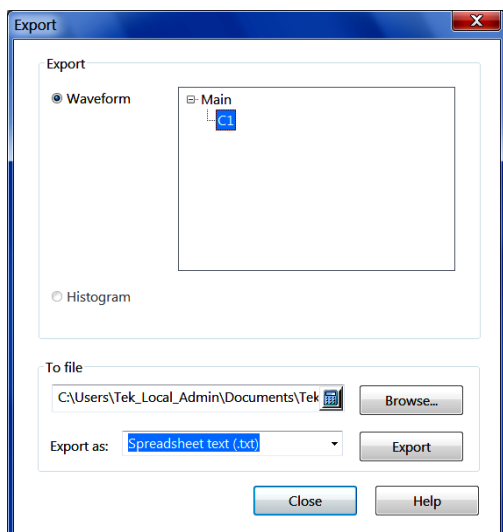 Export
Export
Waveform
Main
C1
Histogram
To file
C:\Users\Tek_Local_Admin\Documents\Tek
Browse...
Export as:
Spreadsheet text (.txt)
Export
Close
Help